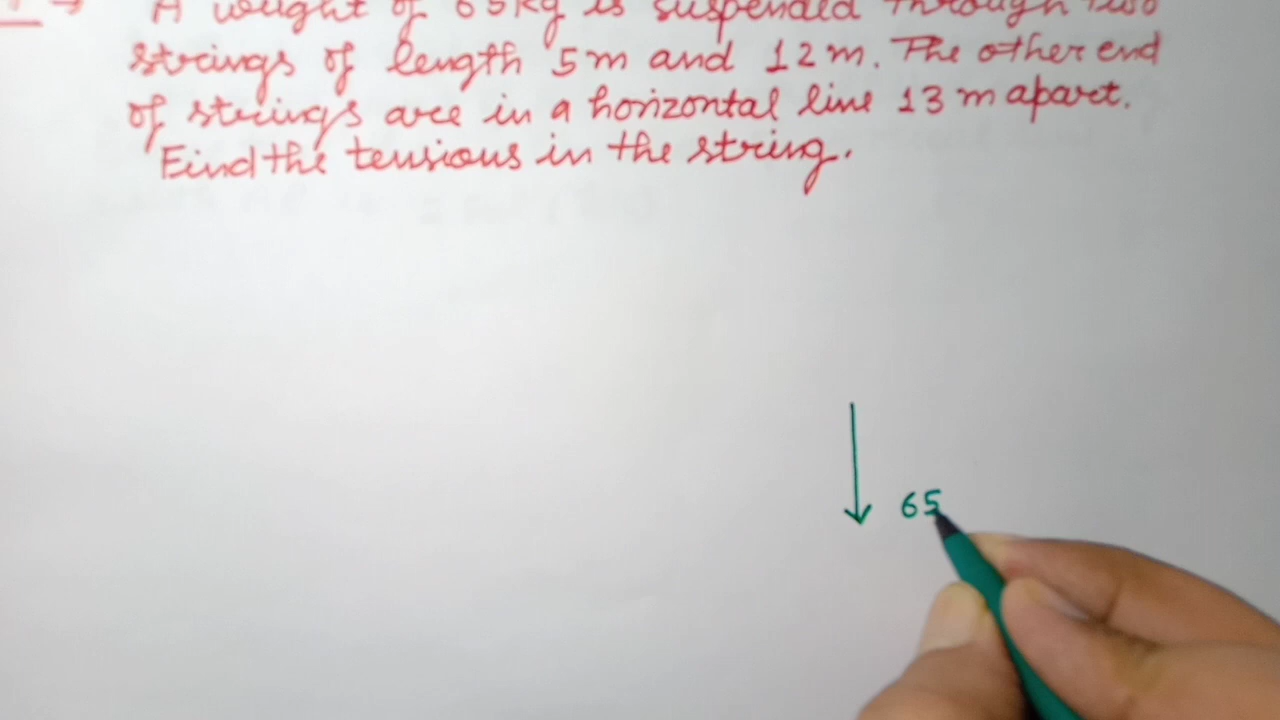 A weight of 65kg is suspended through two
strings of length 5m and 12m. The other end
of strings are in a horizontal line 13 m apart.
Find the tensions in the string.
65